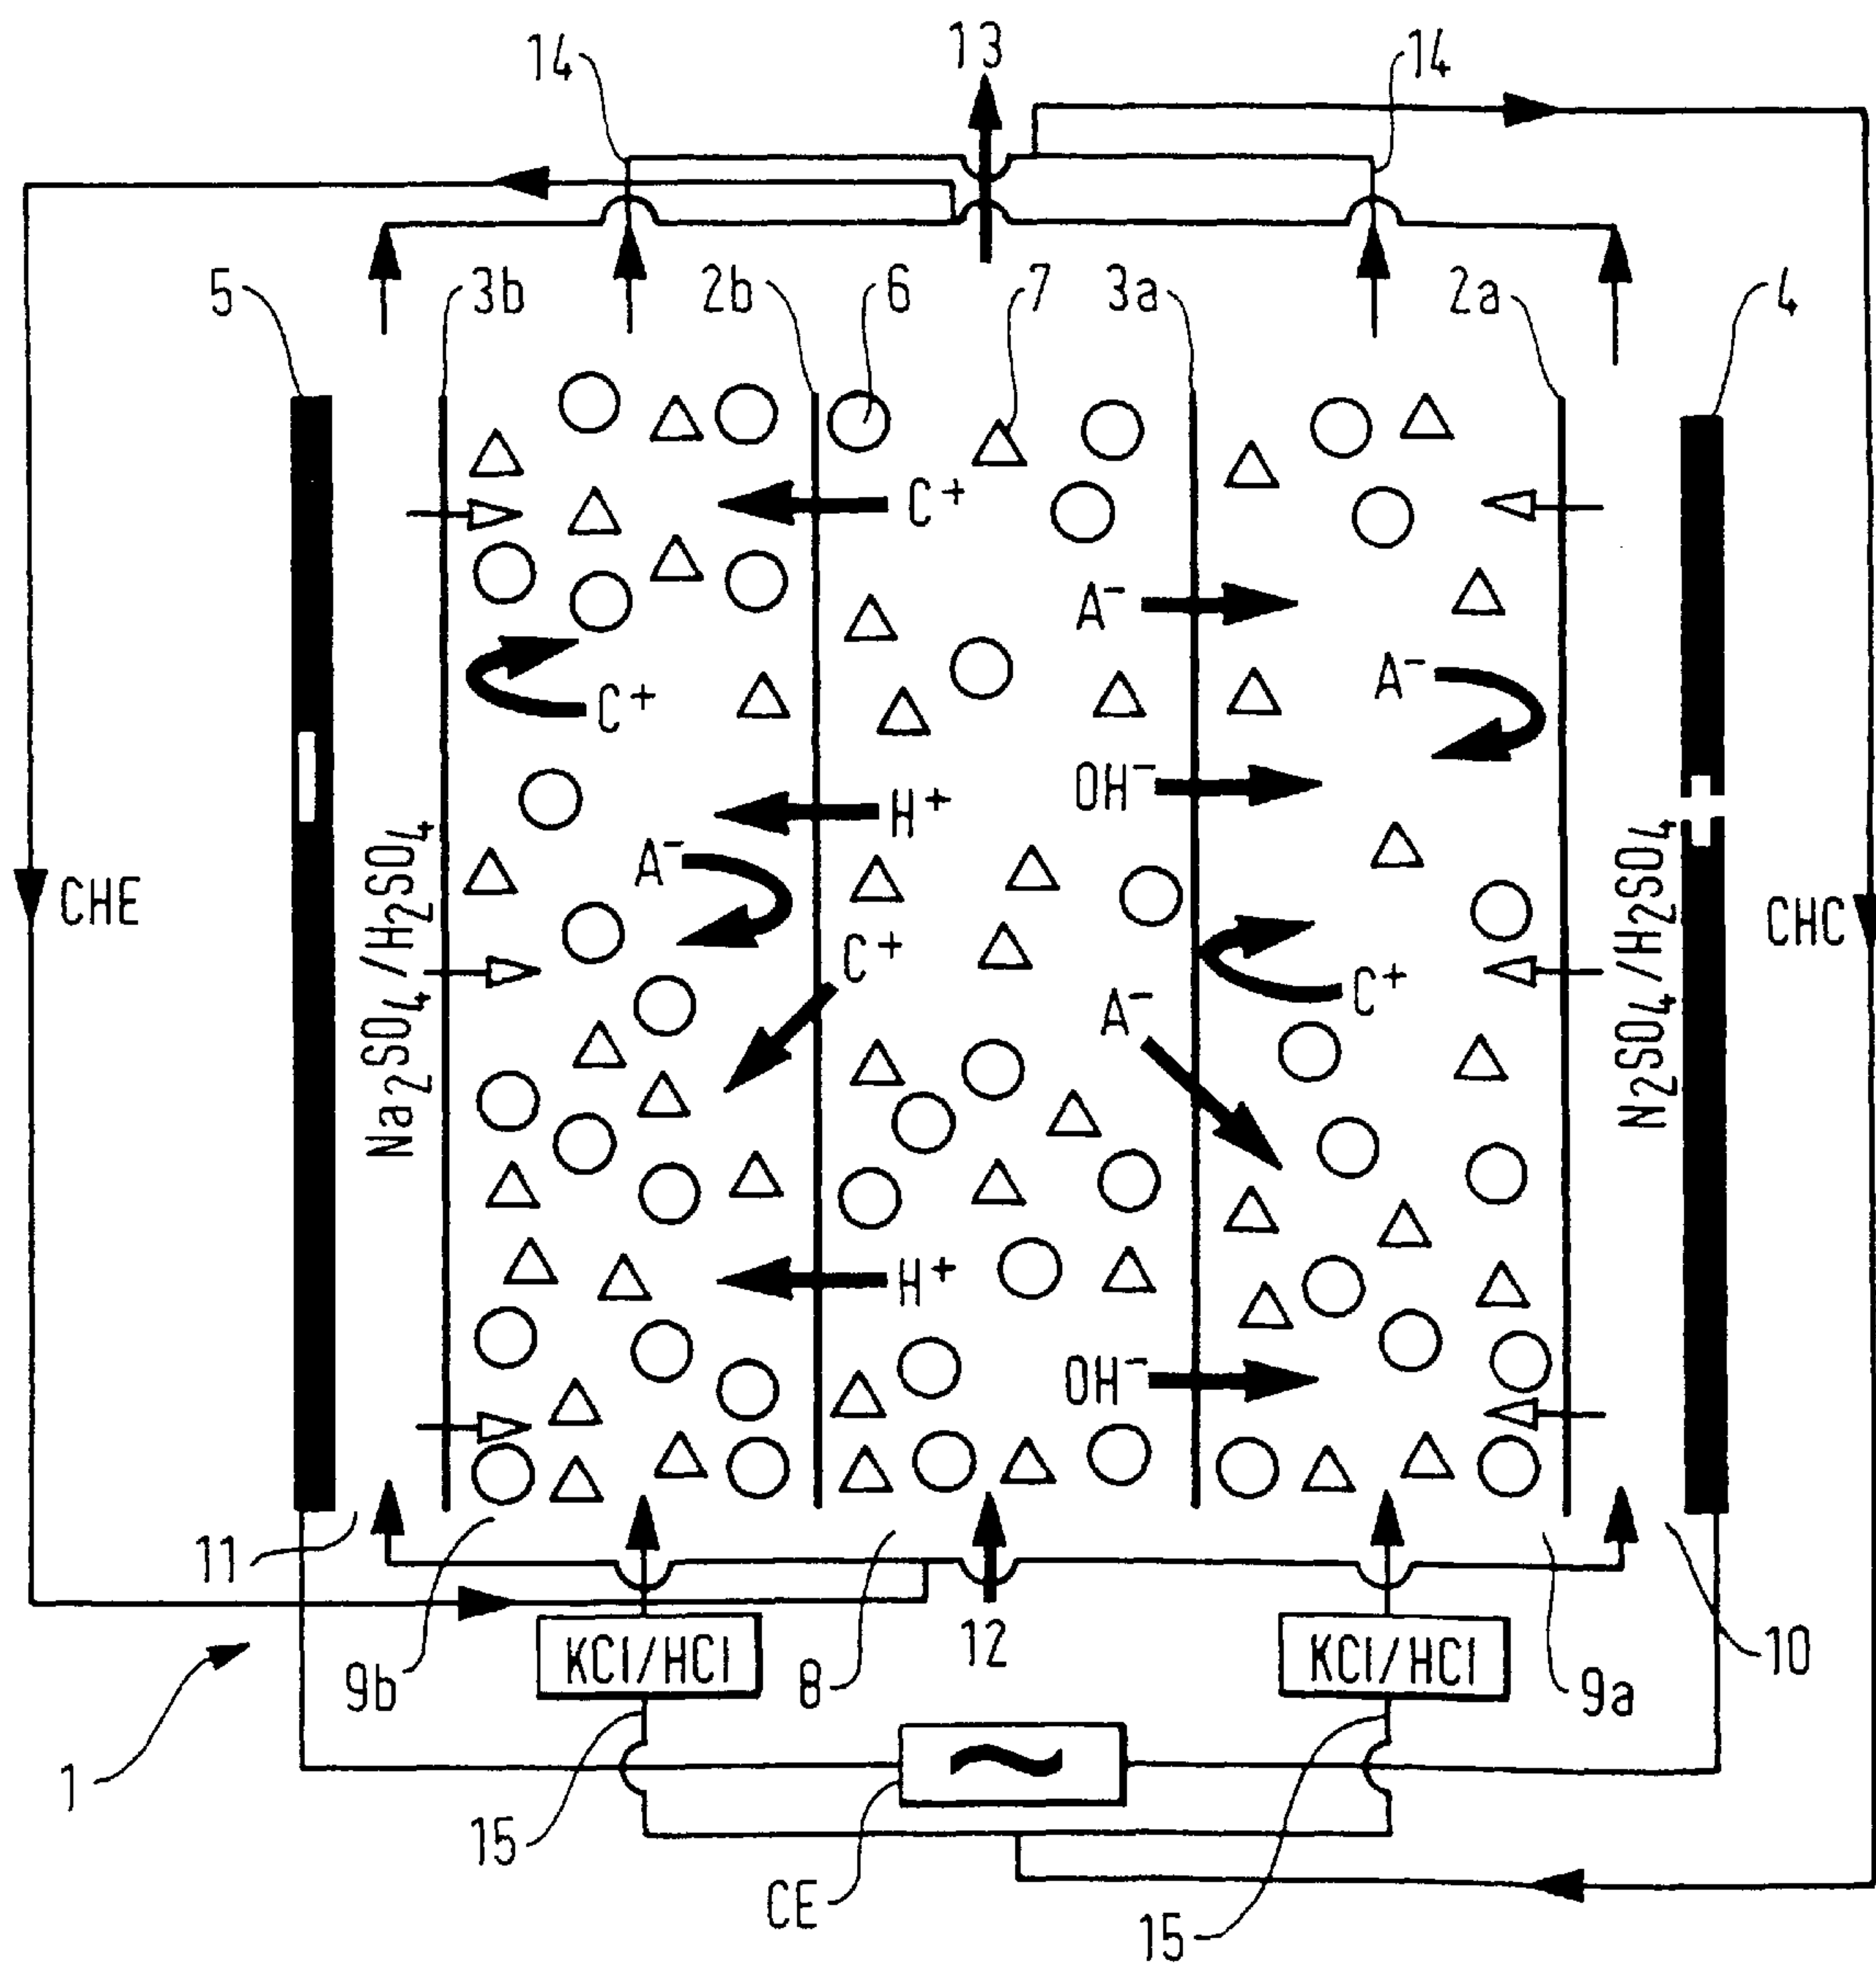 14
13
14
5
3b
2b
6
7
3a
2a
4
C⁺
A⁻
C⁺
A⁻
OH⁻
H⁺
A⁻
CHE
Na₂SO₄/H₂SO₄
C⁺
C⁺
A⁻
N₂SO₄/H₂SO₄
CHC
H⁺
OH⁻
11
12
KCl/HCl
KCl/HCl
10
9b
8
9a
1
15
CE
15